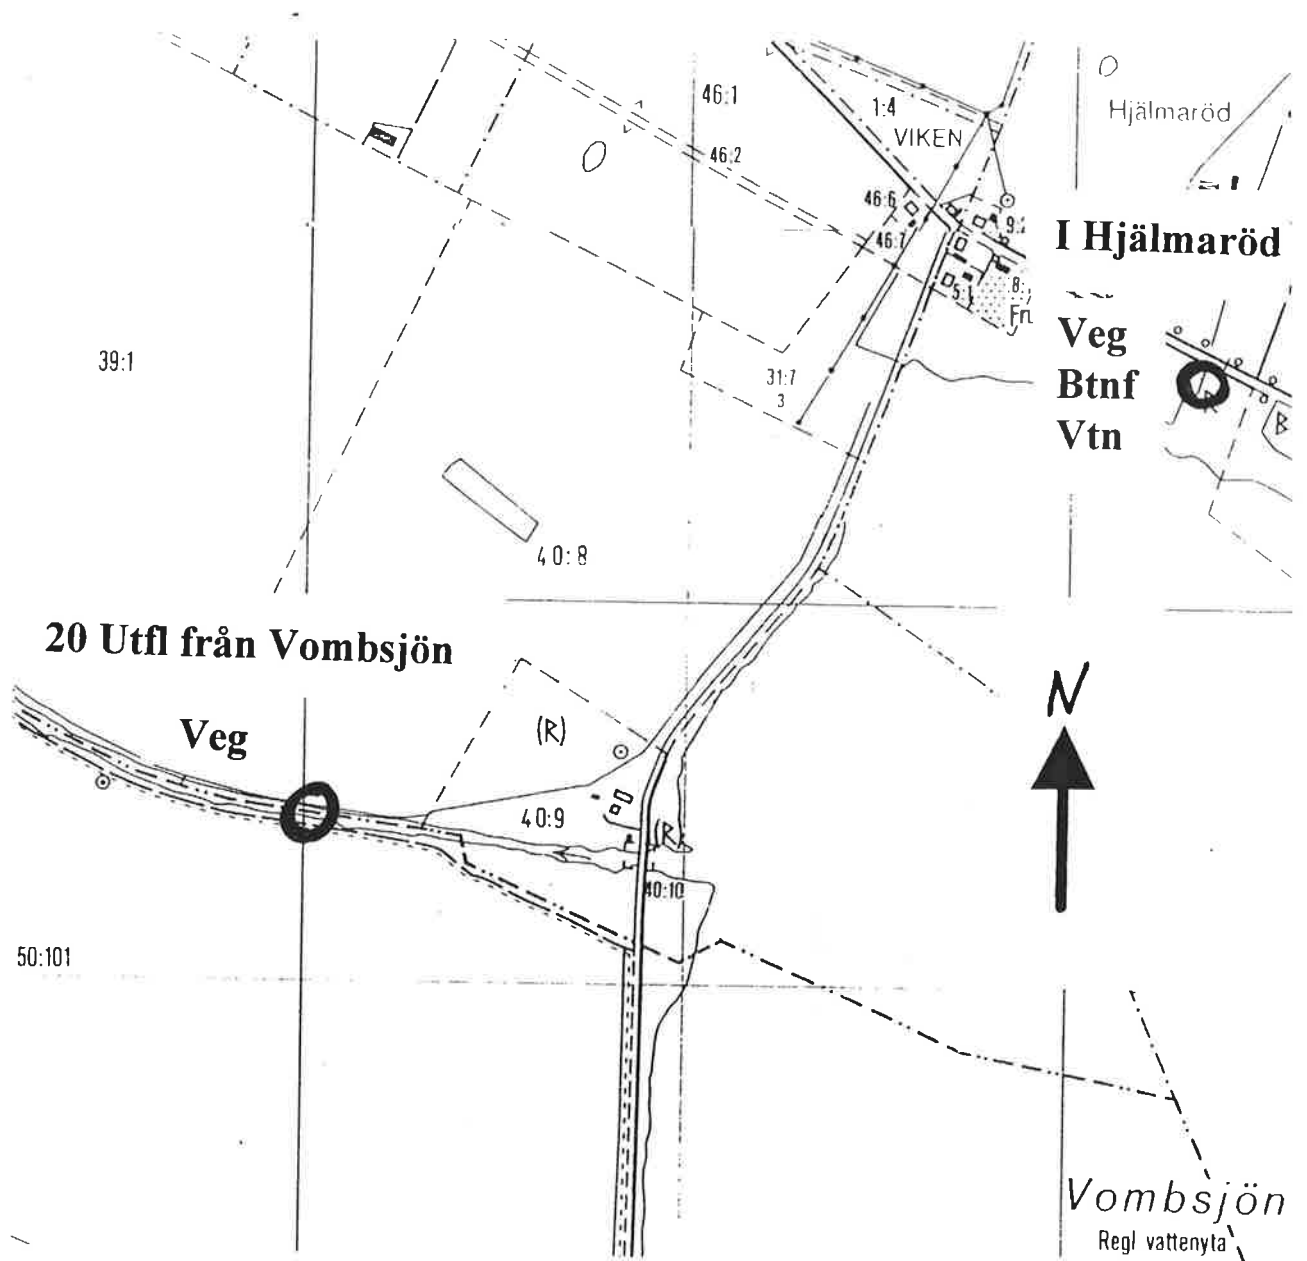 46:1
1:4
Hjälmaröd
VIKEN
46:2
46:6
46:7
I Hjälmaröd
5:1
8:
Veg
39:1
31:7
3
Btnf
B
Vtn
40:8
20 Utfl från Vombsjön
N
Veg
(R)
40:9
(R)
40:10
50:101
Vombsjön
Regl vattenyta